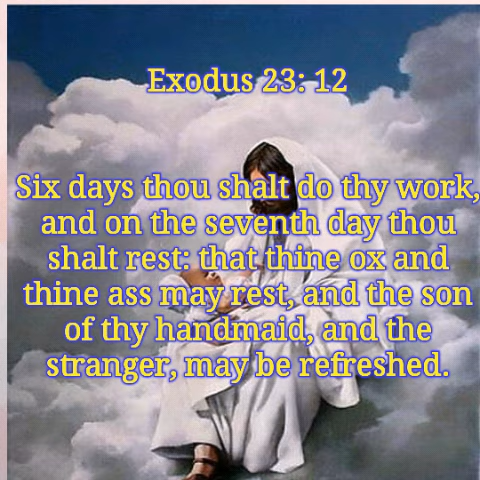 Exodus 23: 12
Six days thou shalt do thy work,
and on the seventh day thou
shalt rest: that thine ox and
thine ass may rest, and the son
of thy handmaid, and the
stranger, may be refreshed.